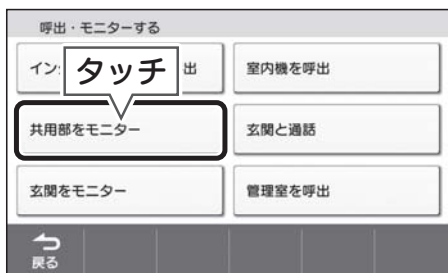 呼出・モニターする
イン
タッチ
出
室内機を呼出
共用部をモニター
玄関と通話
玄関をモニター
管理室を呼出
戻る